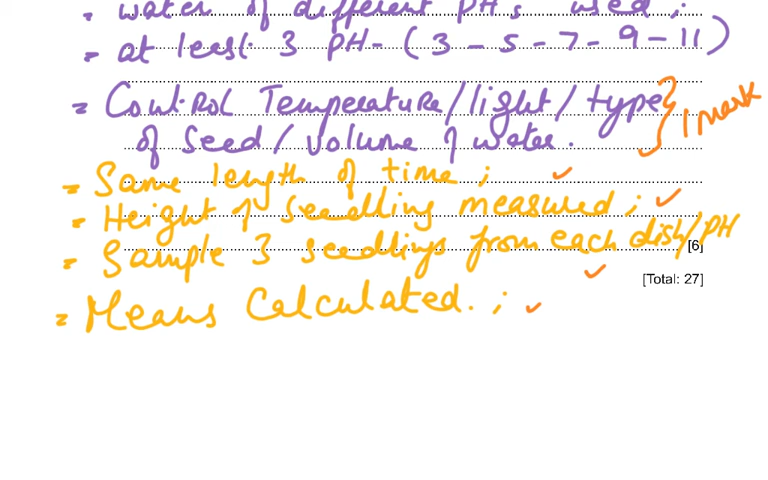 - water of different PHs used ;
- at least 3 PH - (3 - 5 - 7 - 9 - 11)
- Control Temperature/light/type
of seed/volume of water. } 1 mark
- Same length of time ; ✓
- Height of seedling measured ; ✓
- Sample 3 seedlings from each dish/PH ✓
[6]
[Total: 27]
- Means Calculated. ; ✓